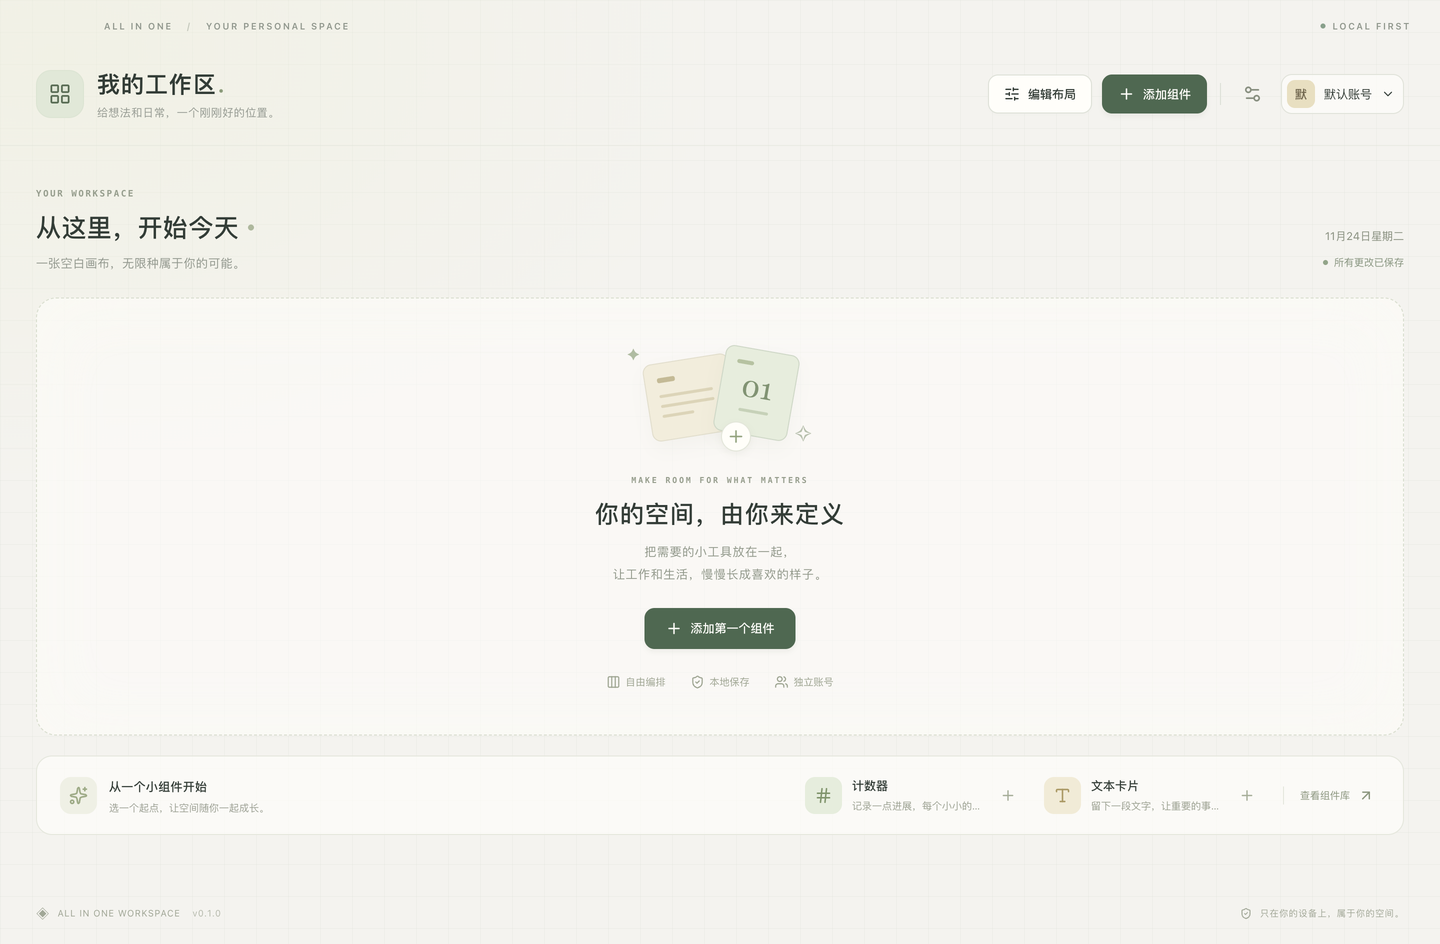 ALL IN ONE / YOUR PERSONAL SPACE
LOCAL FIRST
我的工作区.
给想法和日常，一个刚刚好的位置。
编辑布局
添加组件
默
默认账号
YOUR WORKSPACE
从这里，开始今天
一张空白画布，无限种属于你的可能。
11月24日星期二
所有更改已保存
01
MAKE ROOM FOR WHAT MATTERS
你的空间，由你来定义
把需要的小工具放在一起，
让工作和生活，慢慢长成喜欢的样子。
添加第一个组件
自由编排
本地保存
独立账号
从一个小组件开始
选一个起点，让空间随你一起成长。
计数器
记录一点进展，每个小小的...
文本卡片
留下一段文字，让重要的事...
查看组件库
ALL IN ONE WORKSPACE v0.1.0
只在你的设备上，属于你的空间。